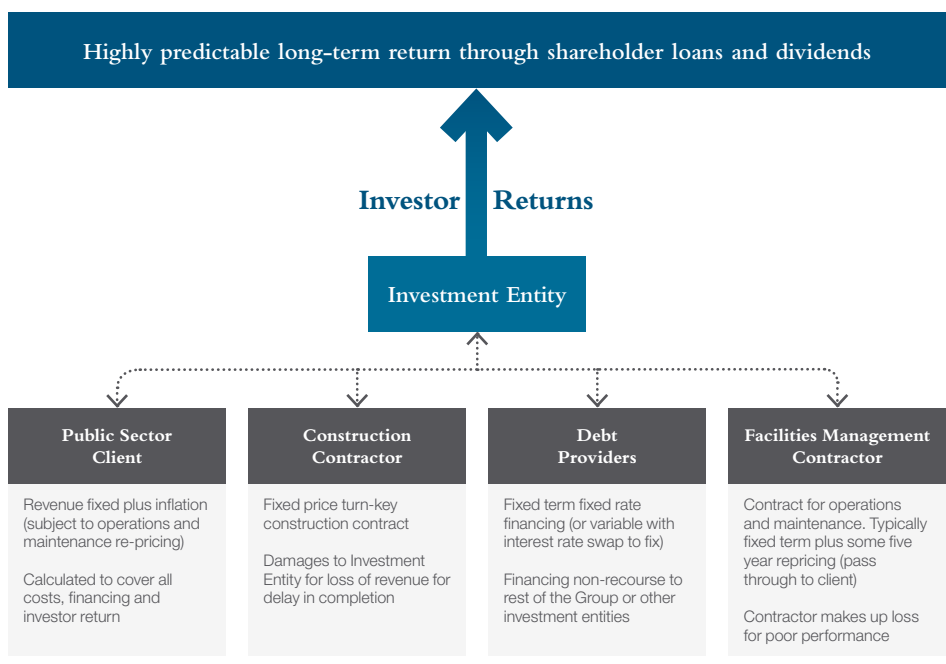 Highly predictable long-term return through shareholder loans and dividends
Investor Returns
Investment Entity
Public Sector
Client
Revenue fixed plus inflation
(subject to operations and
maintenance re-pricing)
Calculated to cover all
costs, financing and
investor return
Construction
Contractor
Fixed price turn-key
construction contract
Damages to Investment
Entity for loss of revenue for
delay in completion
Debt
Providers
Fixed term fixed rate
financing (or variable with
interest rate swap to fix)
Financing non-recourse to
rest of the Group or other
investment entities
Facilities Management
Contractor
Contract for operations
and maintenance. Typically
fixed term plus some five
year repricing (pass
through to client)
Contractor makes up loss
for poor performance